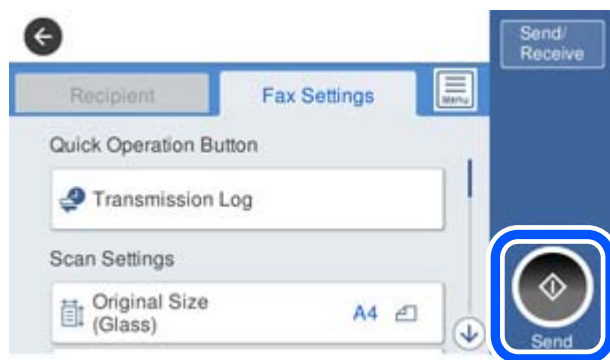 Send/
Receive
Recipient
Fax Settings
Menu
Quick Operation Button
Transmission Log
Scan Settings
Original Size
(Glass)
A4
Send